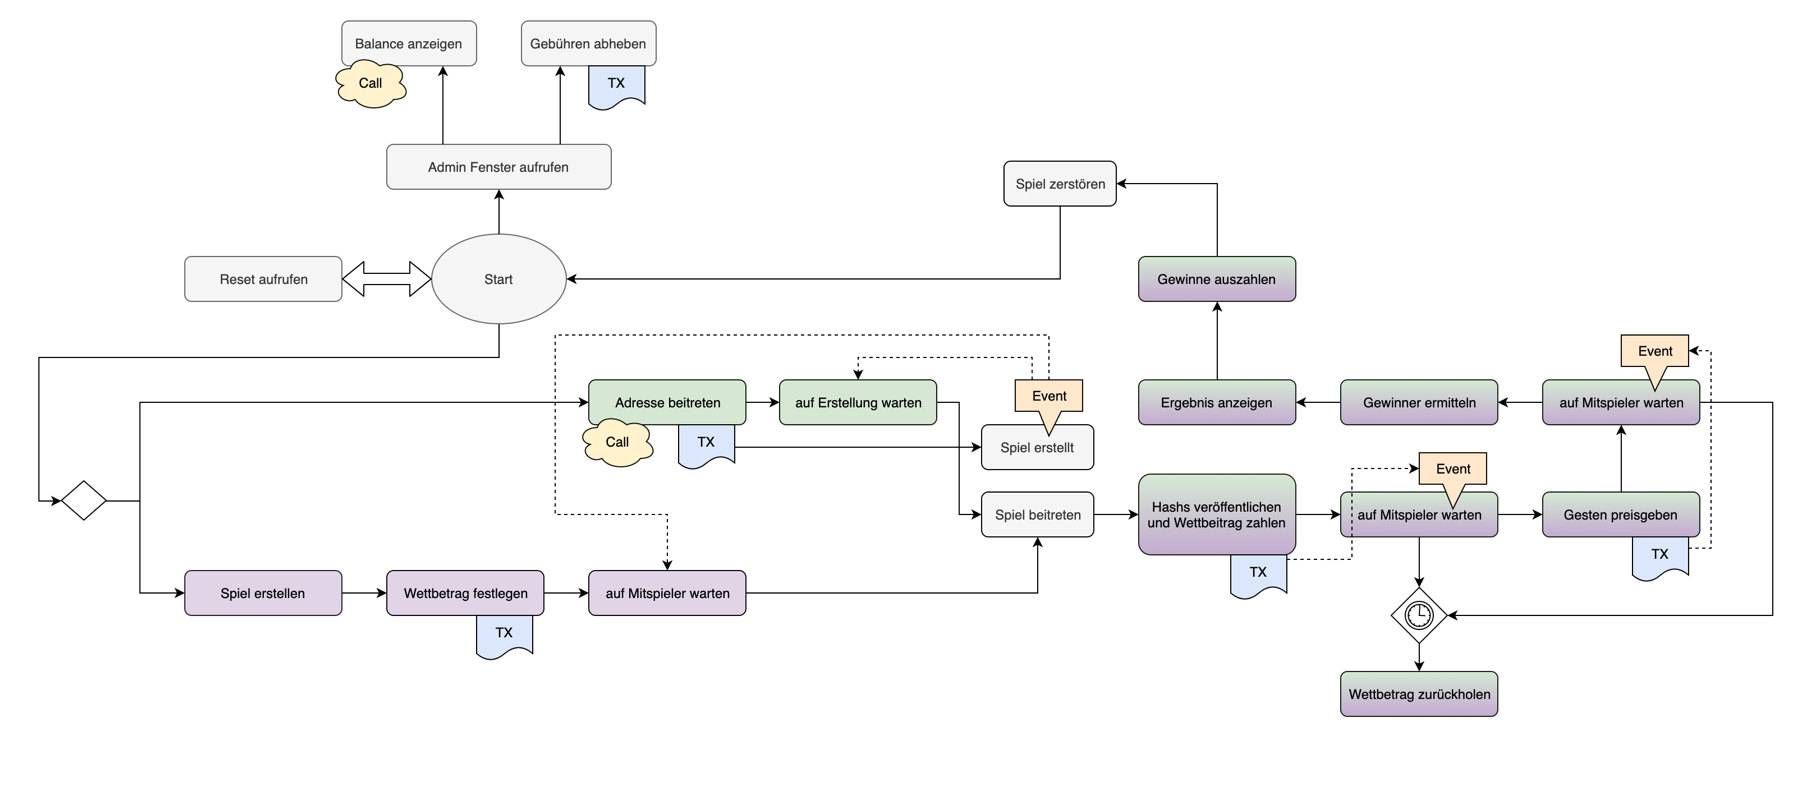 Balance anzeigen
Gebühren abheben
Call
TX
Admin Fenster aufrufen
Spiel zerstören
Reset aufrufen
Start
Gewinne auszahlen
Event
Adresse beitreten
auf Erstellung warten
Event
Ergebnis anzeigen
Gewinner ermitteln
auf Mitspieler warten
Call
TX
Spiel erstellt
Event
Spiel beitreten
Hashs veröffentlichen
und Wettbeitrag zahlen
auf Mitspieler warten
Gesten preisgeben
TX
TX
Spiel erstellen
Wettbetrag festlegen
auf Mitspieler warten
TX
Wettbetrag zurückholen